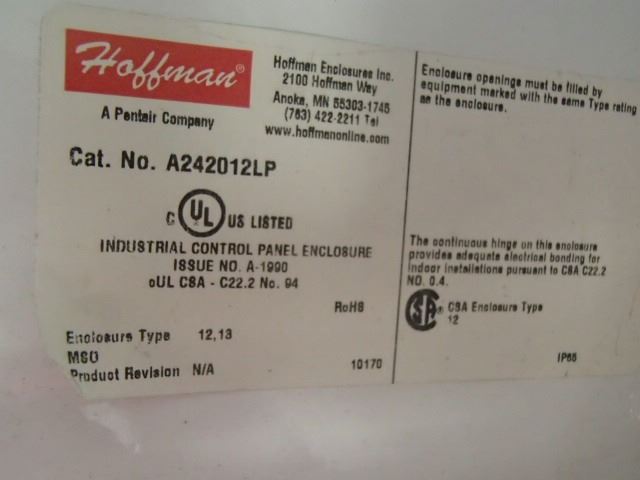 Hoffman®
A Pentair Company
Hoffman Enclosures Inc.
2100 Hoffman Way
Anoka, MN 55303-1745
(763) 422-2211 Tel
www.hoffmanonline.com
Cat. No. A242012LP
C UL US LISTED
INDUSTRIAL CONTROL PANEL ENCLOSURE
ISSUE NO. A-1990
cUL CSA - C22.2 No. 94
RoHS
Enclosure Type 12,13
MSO
Product Revision N/A
10170
Enclosure openings must be filled by
equipment marked with the same Type rating
as the enclosure.
The continuous hinge on this enclosure
provides adequate electrical bonding for
indoor installations pursuant to CSA C22.2
NO. 0.4.
CSA® CSA Enclosure Type
12
IP65